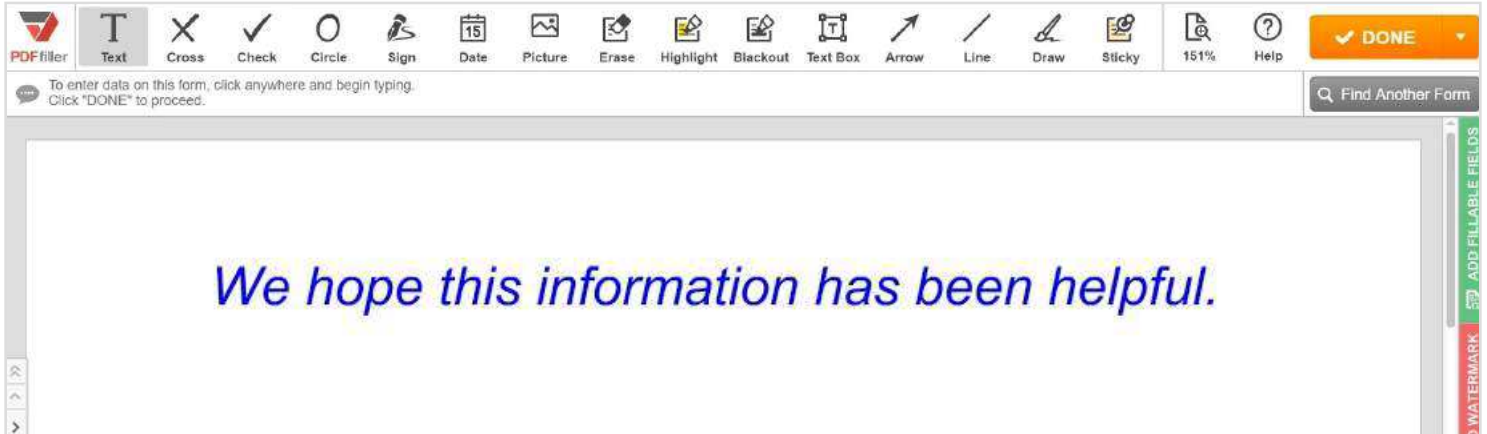 PDFfiller
Text
Cross
Check
Circle
Sign
15
Date
Picture
Erase
Highlight
Blackout
T
Text Box
Arrow
Line
Draw
Sticky
151%
?
Help
DONE
To enter data on this form, click anywhere and begin typing.
Click "DONE" to proceed.
Find Another Form
ADD FILLABLE FIELDS
We hope this information has been helpful.
WATERMARK